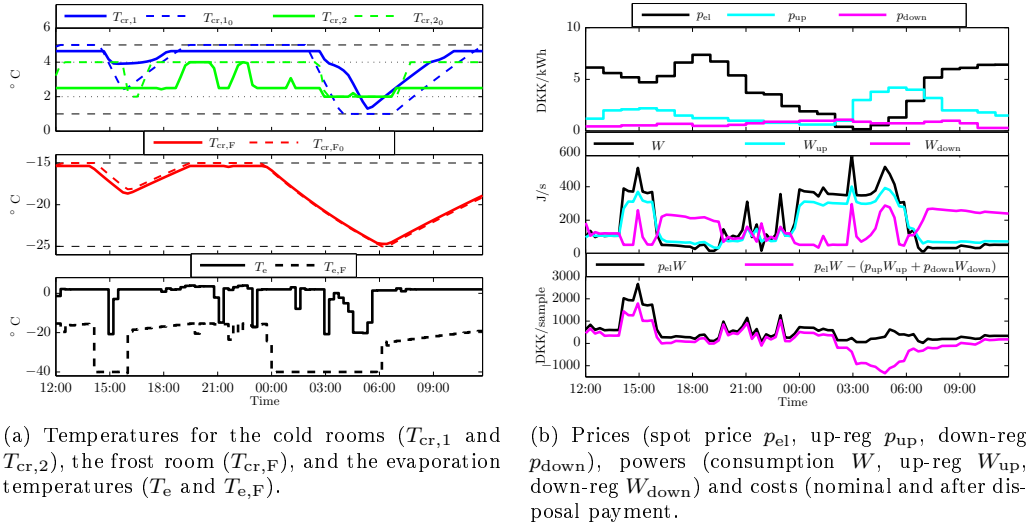 T_cr,1 T_cr,1_0 T_cr,2 T_cr,2_0
6
4
2
0
° C
T_cr,F T_cr,F_0
−15
−20
−25
° C
T_e T_e,F
0
−20
−40
° C
12:00 15:00 18:00 21:00 00:00 03:00 06:00 09:00
Time
(a) Temperatures for the cold rooms (T_cr,1 and
T_cr,2), the frost room (T_cr,F), and the evaporation
temperatures (T_e and T_e,F).
p_el p_up p_down
10
5
0
DKK/kWh
W W_up W_down
600
400
200
0
J/s
p_el W p_el W − (p_up W_up + p_down W_down)
3000
2000
1000
0
−1000
DKK/sample
12:00 15:00 18:00 21:00 00:00 03:00 06:00 09:00
Time
(b) Prices (spot price p_el, up-reg p_up, down-reg
p_down), powers (consumption W, up-reg W_up,
down-reg W_down) and costs (nominal and after dis-
posal payment.